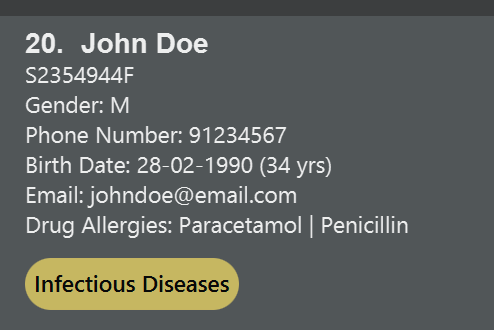 20. John Doe
S2354944F
Gender: M
Phone Number: 91234567
Birth Date: 28-02-1990 (34 yrs)
Email: johndoe@email.com
Drug Allergies: Paracetamol | Penicillin
Infectious Diseases